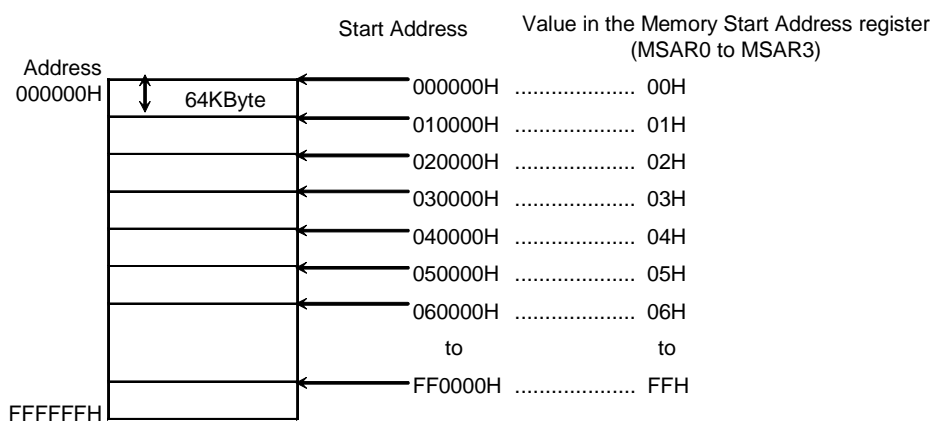 Start Address
Value in the Memory Start Address register
(MSAR0 to MSAR3)
Address
000000H
64KByte
000000H ..................... 00H
010000H ..................... 01H
020000H ..................... 02H
030000H ..................... 03H
040000H ..................... 04H
050000H ..................... 05H
060000H ..................... 06H
to to
FF0000H ..................... FFH
FFFFFFH